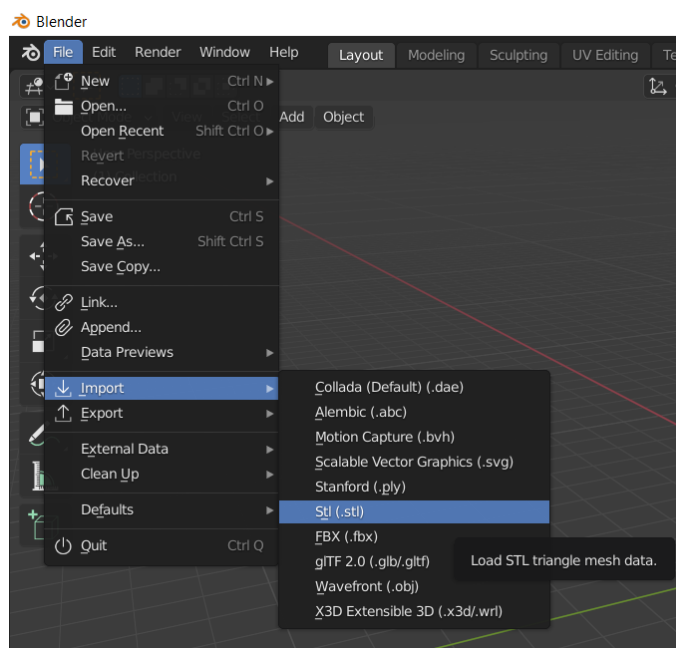 Blender
File Edit Render Window Help Layout Modeling Sculpting UV Editing
New Ctrl N
Open... Ctrl O
Add Object
Open Recent Shift Ctrl O
Revert
Recover
Save Ctrl S
Save As... Shift Ctrl S
Save Copy...
Link...
Append...
Data Previews
Import
Export
External Data
Clean Up
Defaults
Quit Ctrl Q
Collada (Default) (.dae)
Alembic (.abc)
Motion Capture (.bvh)
Scalable Vector Graphics (.svg)
Stanford (.ply)
Stl (.stl)
FBX (.fbx)
glTF 2.0 (.glb/.gltf)
Wavefront (.obj)
X3D Extensible 3D (.x3d/.wrl)
Load STL triangle mesh data.